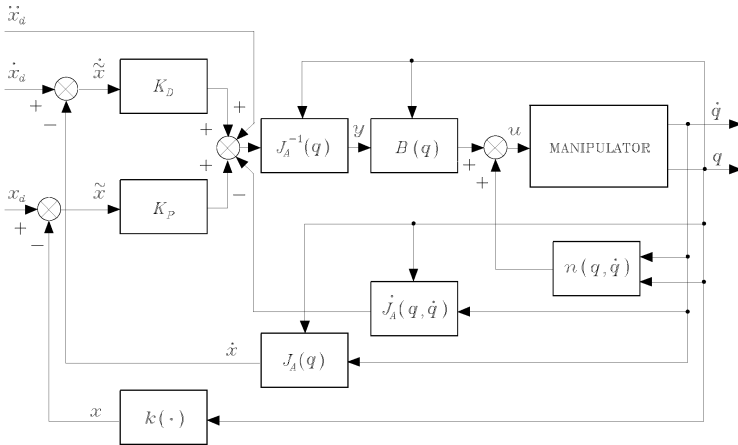 ẍ_d
ẋ_d
+
−
x̃̇
K_D
+
+
+
−
J_A⁻¹(q)
y
B(q)
+
+
u
MANIPULATOR
q̇
q
x_d
+
−
x̃
K_P
n(q, q̇)
J̇_A(q, q̇)
ẋ
J_A(q)
x
k(·)